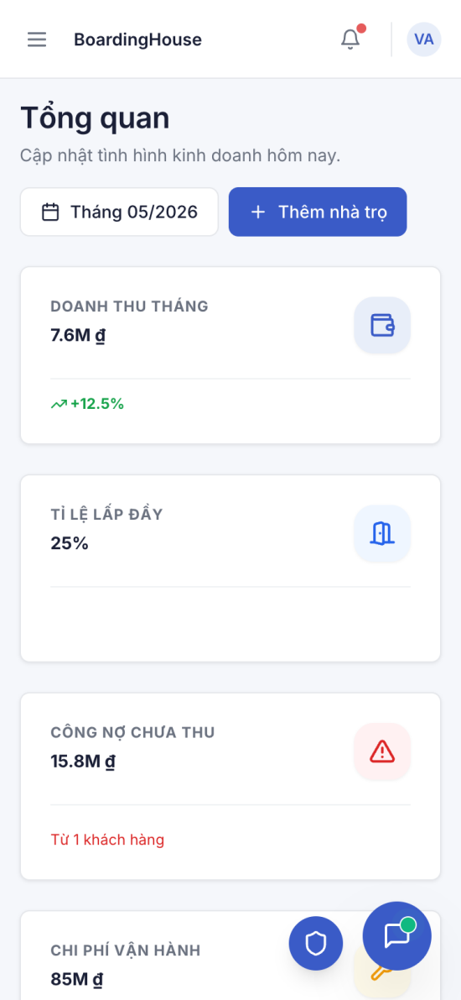 BoardingHouse
VA
Tổng quan
Cập nhật tình hình kinh doanh hôm nay.
Tháng 05/2026
Thêm nhà trọ
DOANH THU THÁNG
7.6M ₫
+12.5%
TỈ LỆ LẤP ĐẦY
25%
CÔNG NỢ CHƯA THU
15.8M ₫
Từ 1 khách hàng
CHI PHÍ VẬN HÀNH
85M ₫